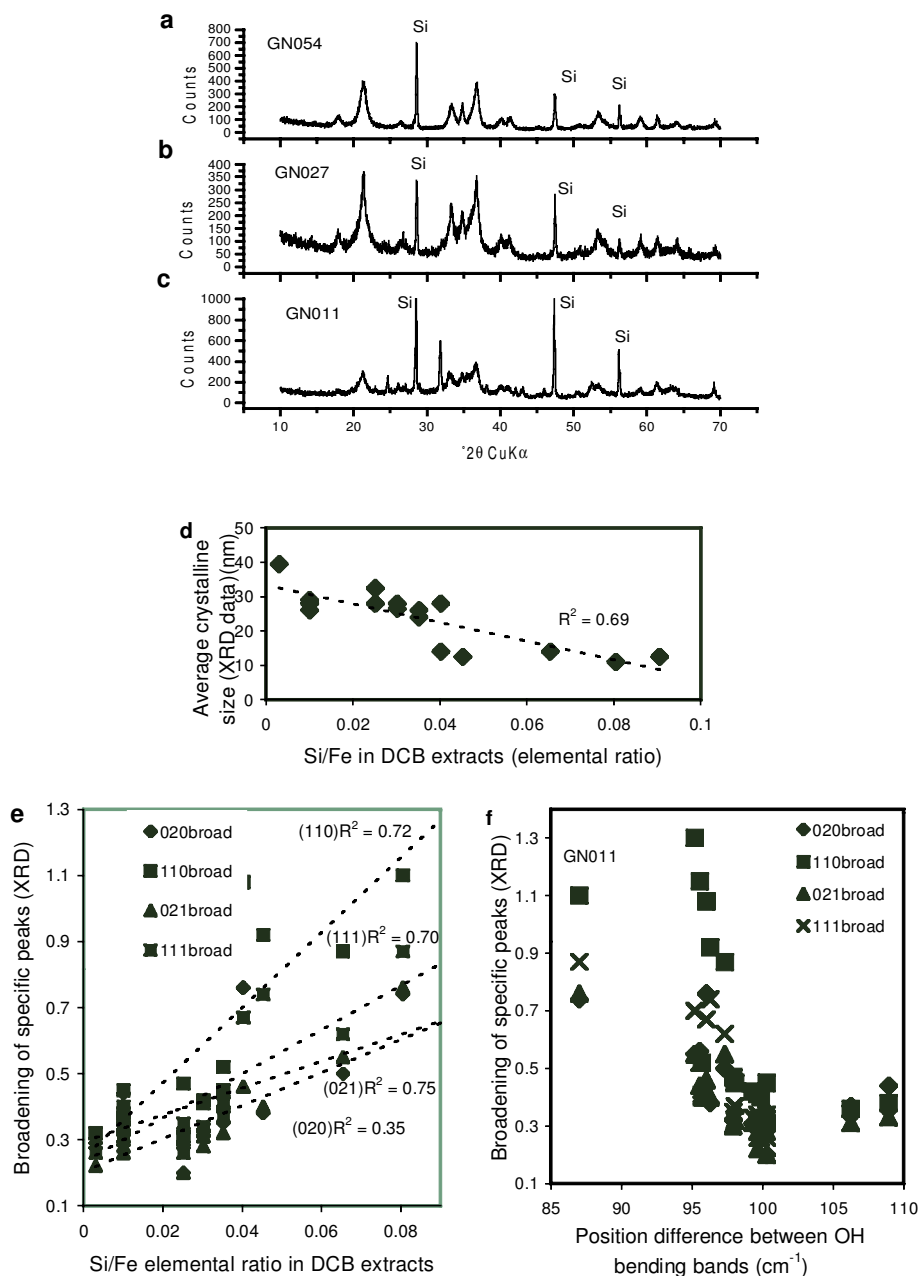 a
GN054
Si
Si
Si
Counts
800
700
600
500
400
300
200
100
0
b
GN027
Si
Si
Si
Counts
400
350
300
250
200
150
100
50
0
c
GN011
Si
Si
Si
Counts
1000
800
600
400
200
0
10 20 30 40 50 60 70
°2θ CuKα
d
Average crystalline
size (XRD data)(nm)
50
40
30
20
10
0
R² = 0.69
0 0.02 0.04 0.06 0.08 0.1
Si/Fe in DCB extracts (elemental ratio)
e
Broadening of specific peaks (XRD)
1.3
1.1
0.9
0.7
0.5
0.3
0.1
020broad
110broad
021broad
111broad
(110)R² = 0.72
(111)R² = 0.70
(021)R² = 0.75
(020)R² = 0.35
0 0.02 0.04 0.06 0.08
Si/Fe elemental ratio in DCB extracts
f
Broadening of specific peaks (XRD)
1.3
1.1
0.9
0.7
0.5
0.3
0.1
GN011
020broad
110broad
021broad
111broad
85 90 95 100 105 110
Position difference between OH
bending bands (cm⁻¹)